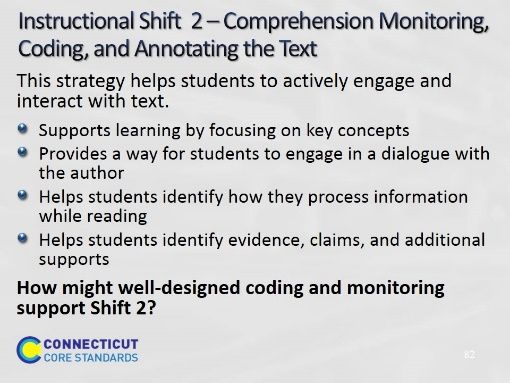 Instructional Shift 2 – Comprehension Monitoring,
Coding, and Annotating the Text
This strategy helps students to actively engage and
interact with text.
Supports learning by focusing on key concepts
Provides a way for students to engage in a dialogue with
the author
Helps students identify how they process information
while reading
Helps students identify evidence, claims, and additional
supports
How might well-designed coding and monitoring
support Shift 2?
CONNECTICUT
CORE STANDARDS
82